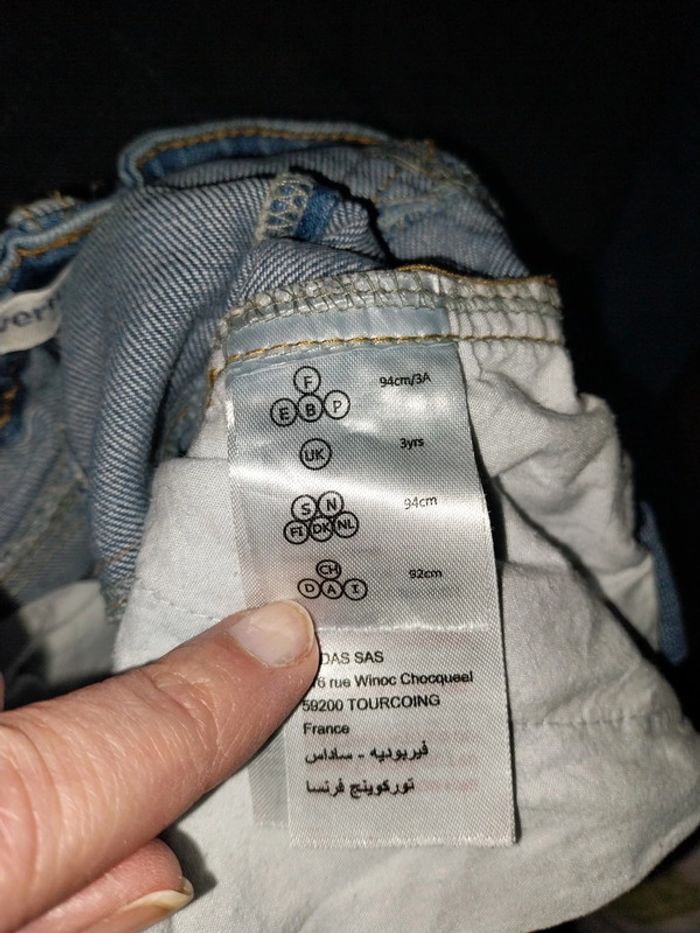 F 94cm/3A
E B P
UK 3yrs
S N 94cm
FI DK NL
CH 92cm
D A I
DAS SAS
6 rue Winoc Chocqueel
59200 TOURCOING
France
فيربوديه - ساداس
توركوينج فرنسا